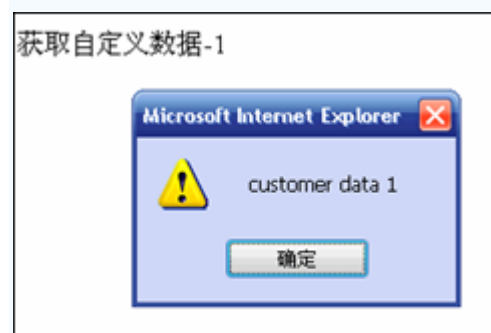 获取自定义数据-1
Microsoft Internet Explorer
customer data 1
确定